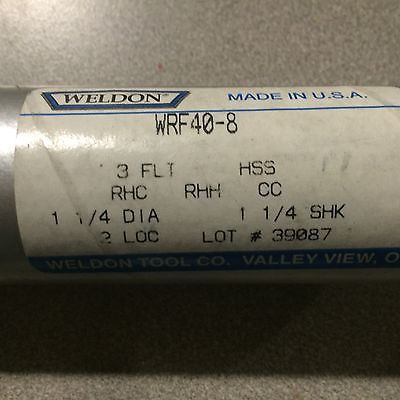 WELDON® MADE IN U.S.A.
WRF40-8
3 FLT HSS
RHC RHH CC
1 1/4 DIA 1 1/4 SHK
2 LOC LOT # 39087
WELDON TOOL CO. VALLEY VIEW, O